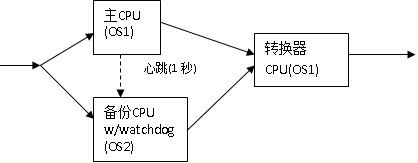 主CPU
(OS1)
心跳(1 秒)
转换器
CPU(OS1)
备份CPU
w/watchdog
(OS2)